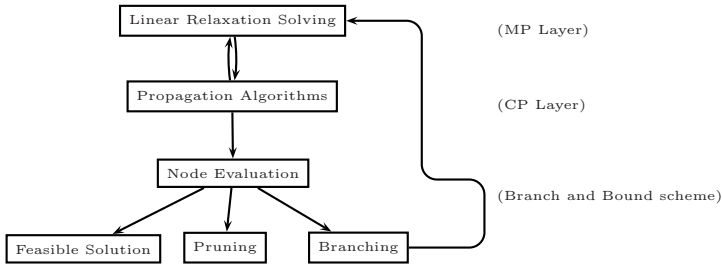 Linear Relaxation Solving
(MP Layer)
Propagation Algorithms
(CP Layer)
Node Evaluation
(Branch and Bound scheme)
Feasible Solution
Pruning
Branching